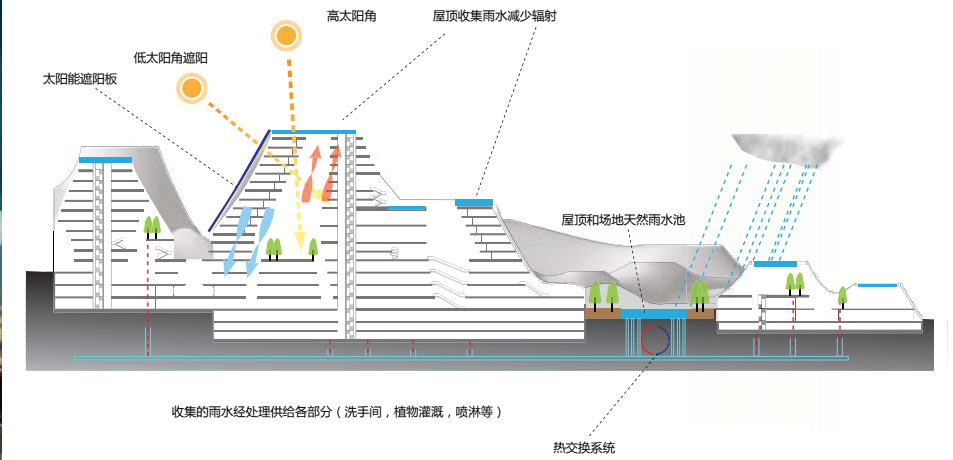 高太阳角
屋顶收集雨水减少辐射
低太阳角遮阳
太阳能遮阳板
屋顶和场地天然雨水池
收集的雨水经处理供给各部分（洗手间，植物灌溉，喷淋等）
热交换系统